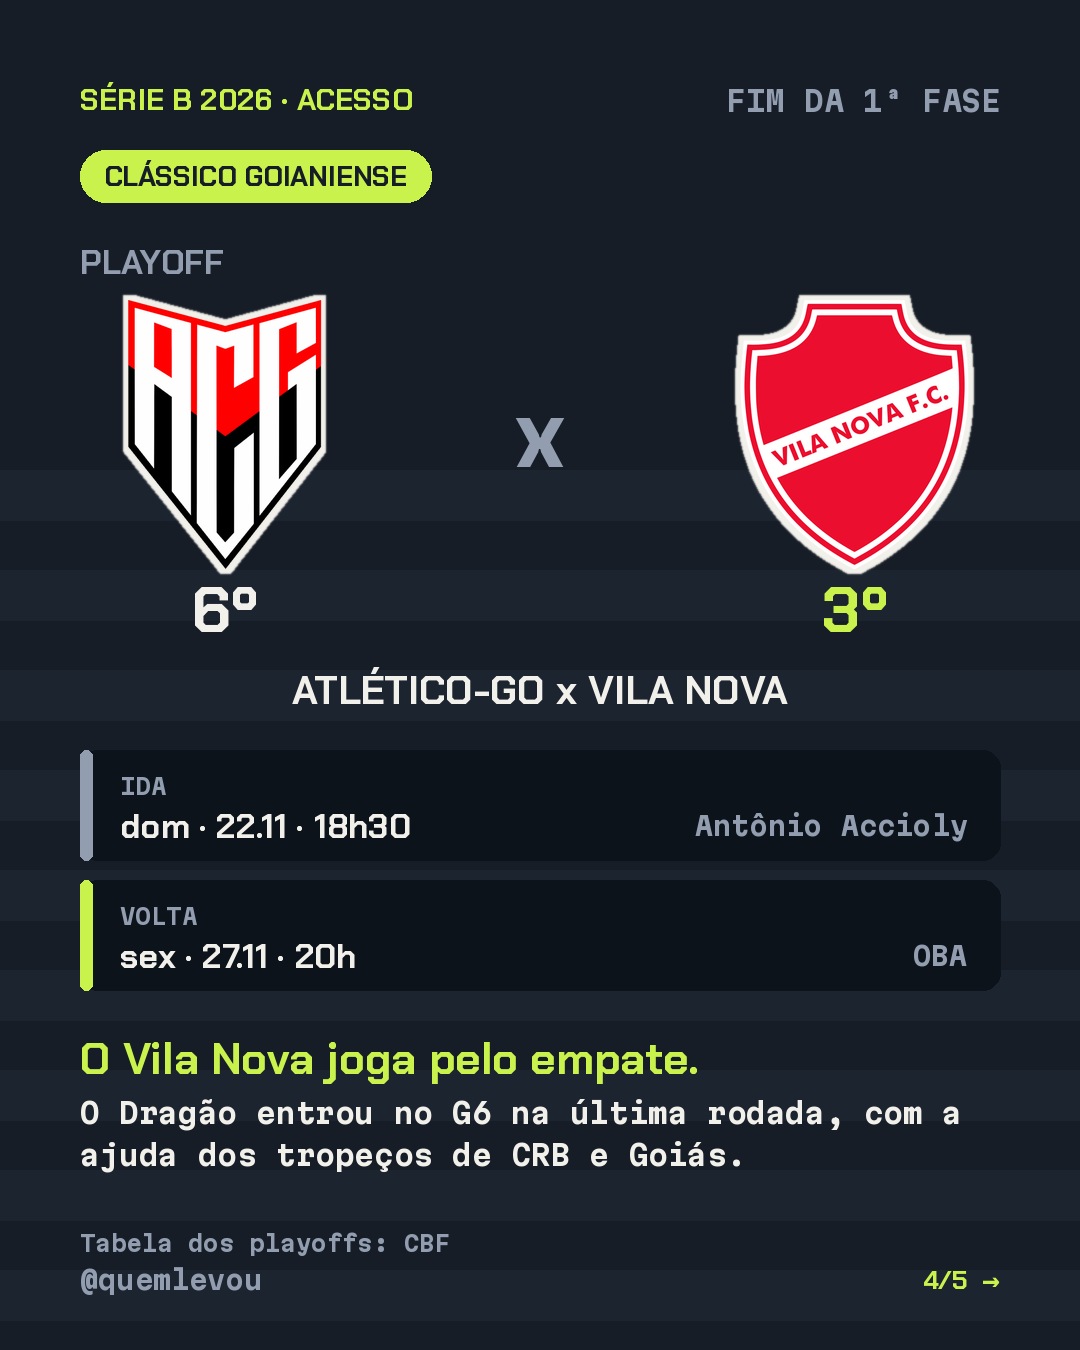 SÉRIE B 2026 · ACESSO
FIM DA 1ª FASE
CLÁSSICO GOIANIENSE
PLAYOFF
ACG
X
VILA NOVA F.C.
6º
3º
ATLÉTICO-GO x VILA NOVA
IDA
dom · 22.11 · 18h30
Antônio Accioly
VOLTA
sex · 27.11 · 20h
OBA
O Vila Nova joga pelo empate.
O Dragão entrou no G6 na última rodada, com a
ajuda dos tropeços de CRB e Goiás.
Tabela dos playoffs: CBF
@quemlevou
4/5 →